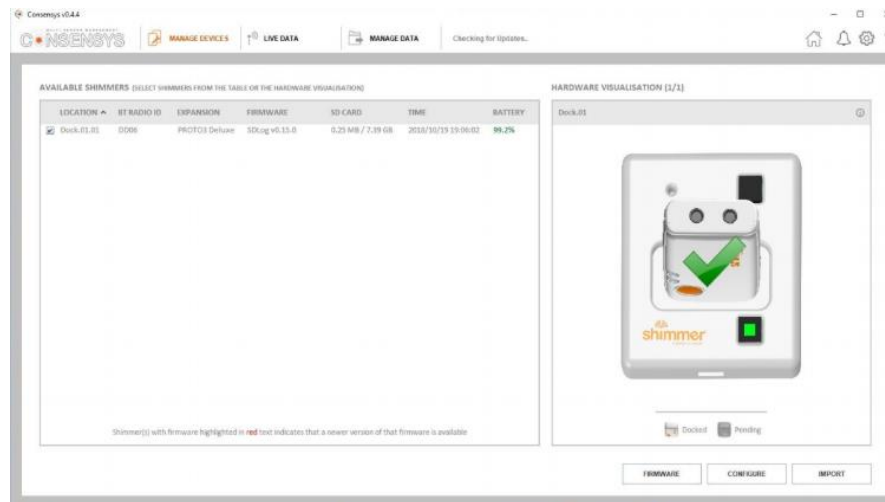 Consensys v0.4.4
CONSENSYS
MANAGE DEVICES
LIVE DATA
MANAGE DATA
Checking for Updates..
AVAILABLE SHIMMERS (SELECT SHIMMERS FROM THE TABLE OR THE HARDWARE VISUALISATION)
HARDWARE VISUALISATION (1/1)
LOCATION BT RADIO ID EXPANSION FIRMWARE SD CARD TIME BATTERY
Dock.01.01 DD06 PROTO3 Deluxe SDLog v0.15.0 0.25 MB / 7.39 GB 2018/10/19 19:06:02 99.2%
Dock.01
shimmer
Shimmer(s) with firmware highlighted in red text indicates that a newer version of that firmware is available
Docked
Pending
FIRMWARE
CONFIGURE
IMPORT